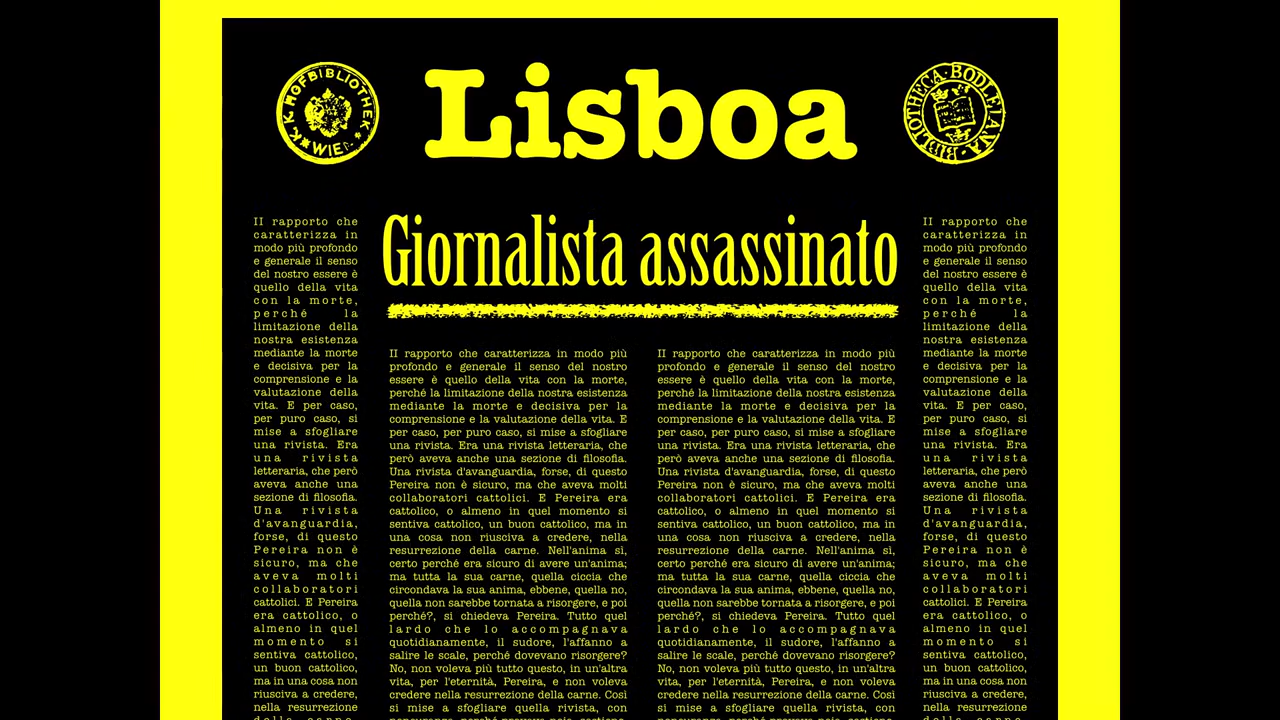 K.K. HOFBIBLIOTHEK
Lisboa
BIBLIOTHECA·BODLEIANA
Giornalista assassinato
II rapporto che
caratterizza in
modo più profondo
e generale il senso
del nostro essere è
quello della vita
con la morte,
perché la
limitazione della
nostra esistenza
mediante la morte
e decisiva per la
comprensione e la
valutazione della
vita. E per caso,
per puro caso, si
mise a sfogliare
una rivista. Era
una rivista
letteraria, che però
aveva anche una
sezione di filosofia.
Una rivista
d'avanguardia,
forse, di questo
Pereira non è
sicuro, ma che
aveva molti
collaboratori
cattolici. E Pereira
era cattolico, o
almeno in quel
momento si
sentiva cattolico,
un buon cattolico,
ma in una cosa non
riusciva a credere,
nella resurrezione
II rapporto che caratterizza in modo più
profondo e generale il senso del nostro
essere è quello della vita con la morte,
perché la limitazione della nostra esistenza
mediante la morte e decisiva per la
comprensione e la valutazione della vita. E
per caso, per puro caso, si mise a sfogliare
una rivista. Era una rivista letteraria, che
però aveva anche una sezione di filosofia.
Una rivista d'avanguardia, forse, di questo
Pereira non è sicuro, ma che aveva molti
collaboratori cattolici. E Pereira era
cattolico, o almeno in quel momento si
sentiva cattolico, un buon cattolico, ma in
una cosa non riusciva a credere, nella
resurrezione della carne. Nell'anima sì,
certo perché era sicuro di avere un'anima;
ma tutta la sua carne, quella ciccia che
circondava la sua anima, ebbene, quella no,
quella non sarebbe tornata a risorgere, e poi
perché?, si chiedeva Pereira. Tutto quel
lardo che lo accompagnava
quotidianamente, il sudore, l'affanno a
salire le scale, perché dovevano risorgere?
No, non voleva più tutto questo, in un'altra
vita, per l'eternità, Pereira, e non voleva
credere nella resurrezione della carne. Così
si mise a sfogliare quella rivista, con
II rapporto che caratterizza in modo più
profondo e generale il senso del nostro
essere è quello della vita con la morte,
perché la limitazione della nostra esistenza
mediante la morte e decisiva per la
comprensione e la valutazione della vita. E
per caso, per puro caso, si mise a sfogliare
una rivista. Era una rivista letteraria, che
però aveva anche una sezione di filosofia.
Una rivista d'avanguardia, forse, di questo
Pereira non è sicuro, ma che aveva molti
collaboratori cattolici. E Pereira era
cattolico, o almeno in quel momento si
sentiva cattolico, un buon cattolico, ma in
una cosa non riusciva a credere, nella
resurrezione della carne. Nell'anima sì,
certo perché era sicuro di avere un'anima;
ma tutta la sua carne, quella ciccia che
circondava la sua anima, ebbene, quella no,
quella non sarebbe tornata a risorgere, e poi
perché?, si chiedeva Pereira. Tutto quel
lardo che lo accompagnava
quotidianamente, il sudore, l'affanno a
salire le scale, perché dovevano risorgere?
No, non voleva più tutto questo, in un'altra
vita, per l'eternità, Pereira, e non voleva
credere nella resurrezione della carne. Così
si mise a sfogliare quella rivista, con
II rapporto che
caratterizza in
modo più profondo
e generale il senso
del nostro essere è
quello della vita
con la morte,
perché la
limitazione della
nostra esistenza
mediante la morte
e decisiva per la
comprensione e la
valutazione della
vita. E per caso,
per puro caso, si
mise a sfogliare
una rivista. Era
una rivista
letteraria, che però
aveva anche una
sezione di filosofia.
Una rivista
d'avanguardia,
forse, di questo
Pereira non è
sicuro, ma che
aveva molti
collaboratori
cattolici. E Pereira
era cattolico, o
almeno in quel
momento si
sentiva cattolico,
un buon cattolico,
ma in una cosa non
riusciva a credere,
nella resurrezione